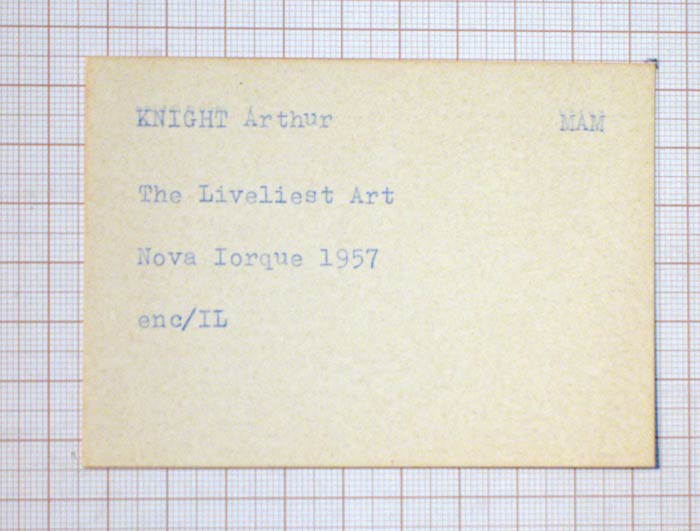 KNIGHT Arthur MAM
The Liveliest Art
Nova Iorque 1957
enc/IL